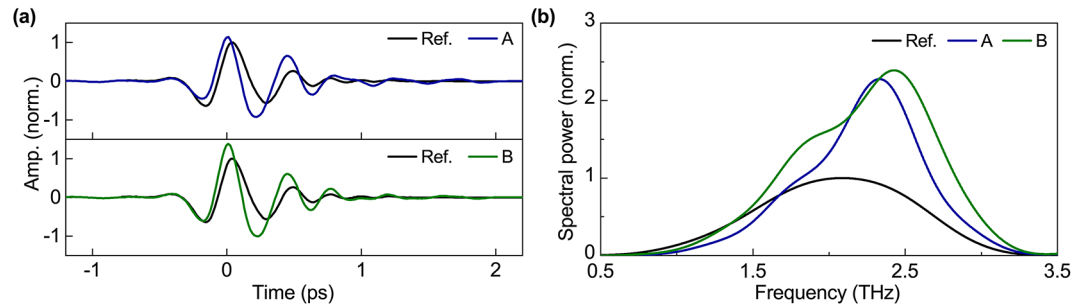 (a)
Ref. A
1
0
-1
Amp. (norm.)
Ref. B
1
0
-1
-1 0 1 2
Time (ps)
(b)
Ref. A B
3
2
1
0
Spectral power (norm.)
0.5 1.5 2.5 3.5
Frequency (THz)